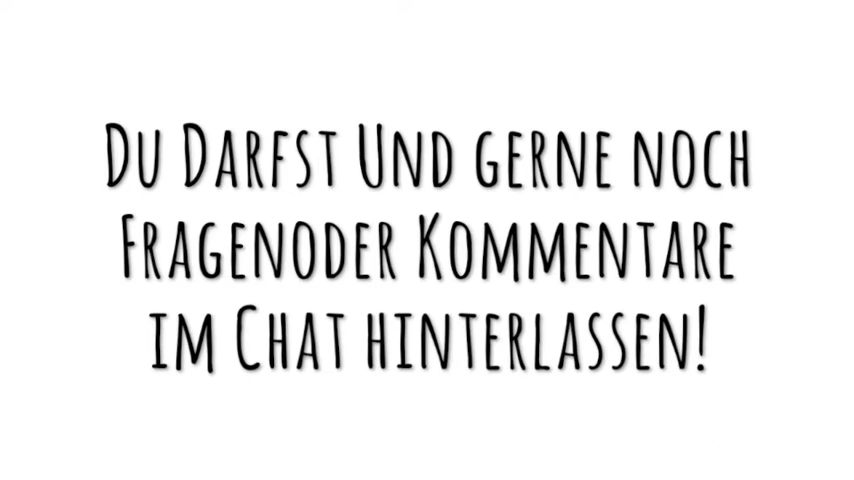 Du Darfst Und gerne noch
Fragenoder Kommentare
im Chat hinterlassen!